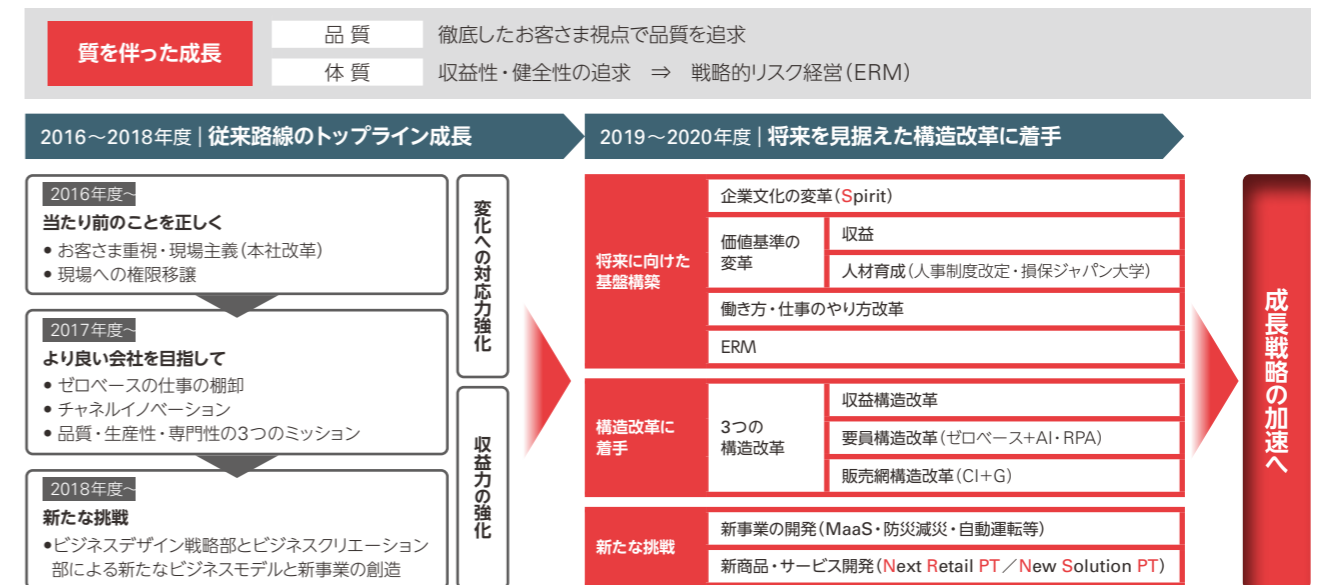 質を伴った成長
品 質
徹底したお客さま視点で品質を追求
体 質
収益性・健全性の追求 ⇒ 戦略的リスク経営(ERM)
2016〜2018年度 | 従来路線のトップライン成長
2019〜2020年度 | 将来を見据えた構造改革に着手
2016年度〜
当たり前のことを正しく
• お客さま重視・現場主義(本社改革)
• 現場への権限移譲
2017年度〜
より良い会社を目指して
• ゼロベースの仕事の棚卸
• チャネルイノベーション
• 品質・生産性・専門性の3つのミッション
2018年度〜
新たな挑戦
•ビジネスデザイン戦略部とビジネスクリエーション
部による新たなビジネスモデルと新事業の創造
変化への対応力強化
収益力の強化
将来に向けた
基盤構築
企業文化の変革(Spirit)
価値基準の
変革
収益
人材育成(人事制度改定・損保ジャパン大学)
働き方・仕事のやり方改革
ERM
構造改革に
着手
3つの
構造改革
収益構造改革
要員構造改革(ゼロベース+AI・RPA)
販売網構造改革(CI+G)
新たな挑戦
新事業の開発(MaaS・防災減災・自動運転等)
新商品・サービス開発(Next Retail PT/New Solution PT)
成長戦略の加速へ